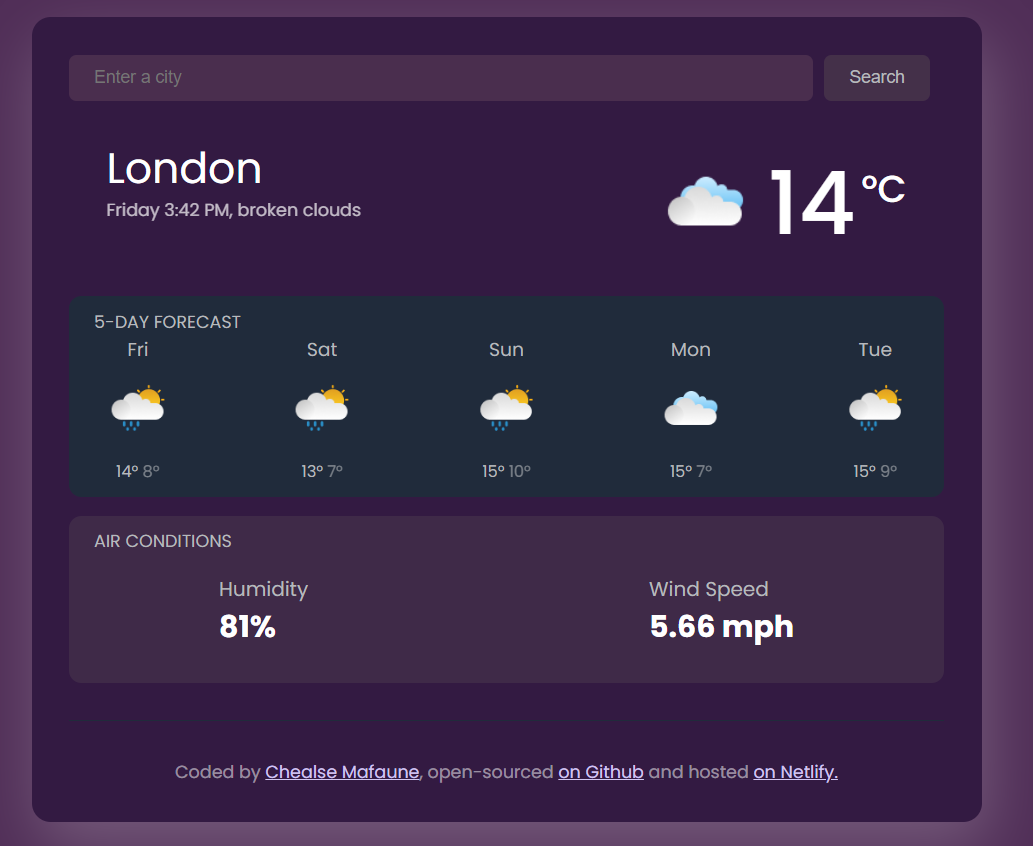 Enter a city Search
London
Friday 3:42 PM, broken clouds
14 °C
5-DAY FORECAST
Fri Sat Sun Mon Tue
14° 8° 13° 7° 15° 10° 15° 7° 15° 9°
AIR CONDITIONS
Humidity Wind Speed
81% 5.66 mph
Coded by Chealse Mafaune, open-sourced on Github and hosted on Netlify.